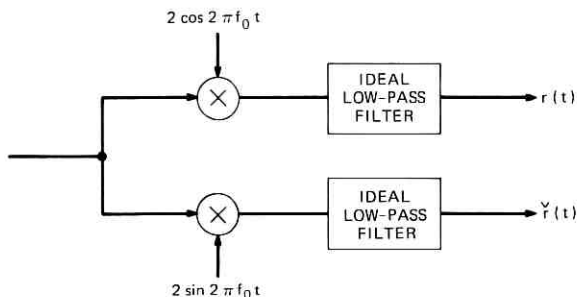 2 cos 2 π f₀ t
IDEAL
LOW-PASS
FILTER
r (t)
IDEAL
LOW-PASS
FILTER
ř (t)
2 sin 2 π f₀ t